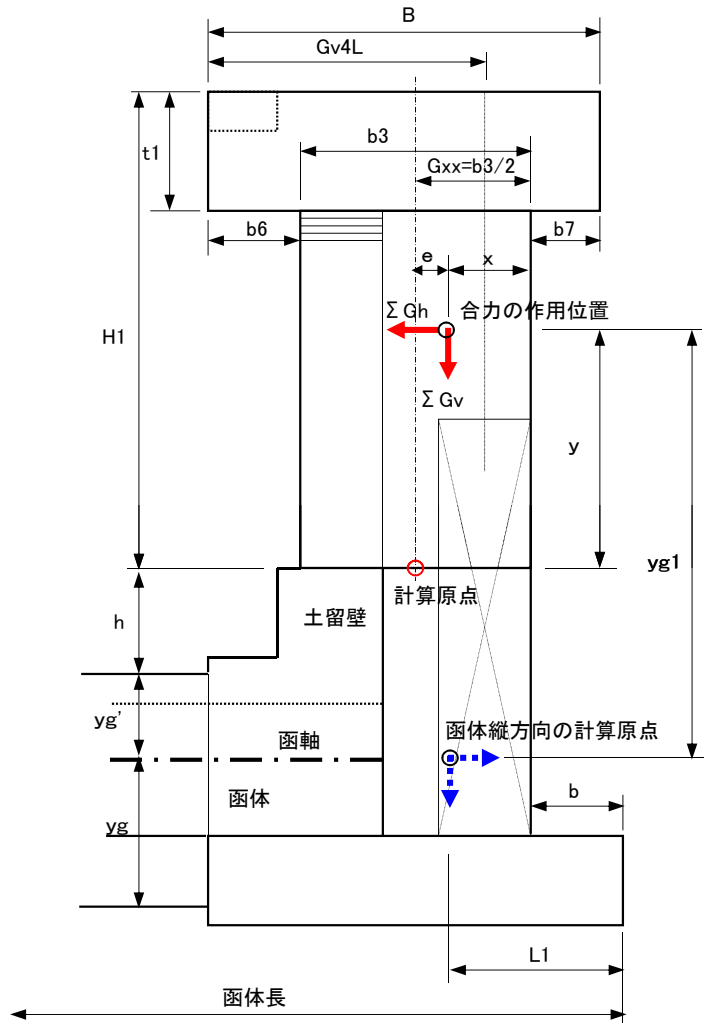 B
Gv4L
b3
t1
Gxx=b3/2
b6
b7
e
x
ΣGh
合力の作用位置
H1
ΣGv
y
yg1
計算原点
h
土留壁
yg'
函体縦方向の計算原点
函軸
b
函体
yg
L1
函体長